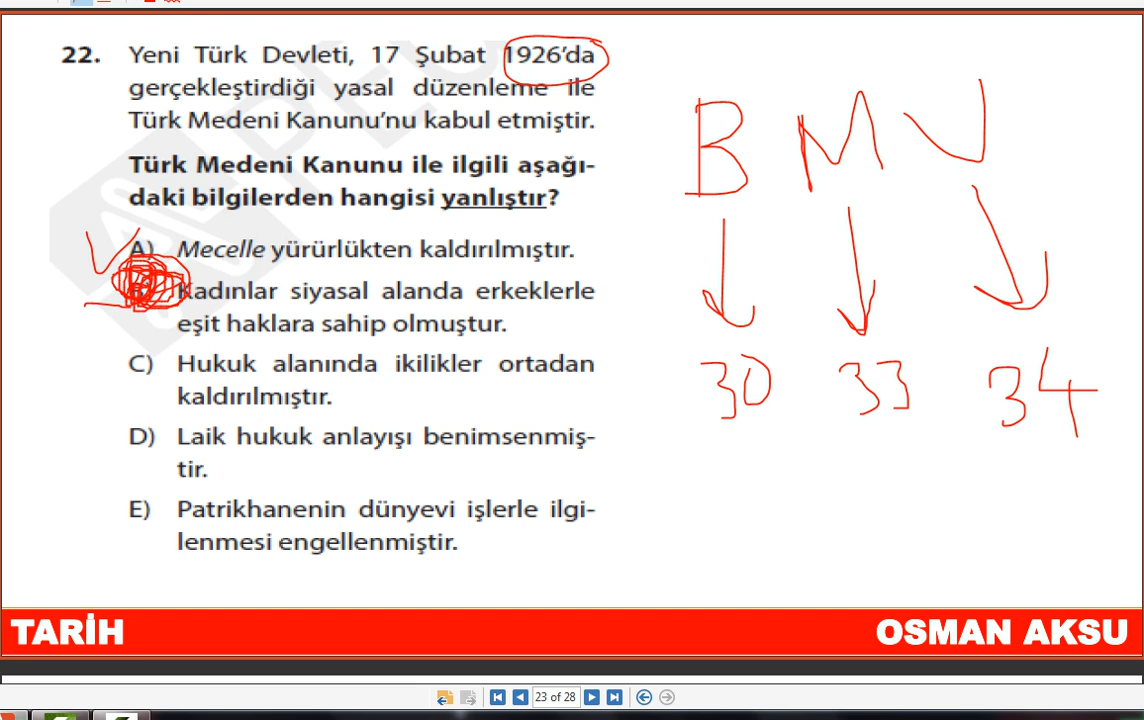 22. Yeni Türk Devleti, 17 Şubat 1926'da
gerçekleştirdiği yasal düzenleme ile
Türk Medeni Kanunu'nu kabul etmiştir.
Türk Medeni Kanunu ile ilgili aşağı-
daki bilgilerden hangisi yanlıştır?
A) Mecelle yürürlükten kaldırılmıştır.
Kadınlar siyasal alanda erkeklerle
eşit haklara sahip olmuştur.
C) Hukuk alanında ikilikler ortadan
kaldırılmıştır.
D) Laik hukuk anlayışı benimsenmiş-
tir.
E) Patrikhanenin dünyevi işlerle ilgi-
lenmesi engellenmiştir.
B M V
30 33 34
TARİH
OSMAN AKSU
23 of 28